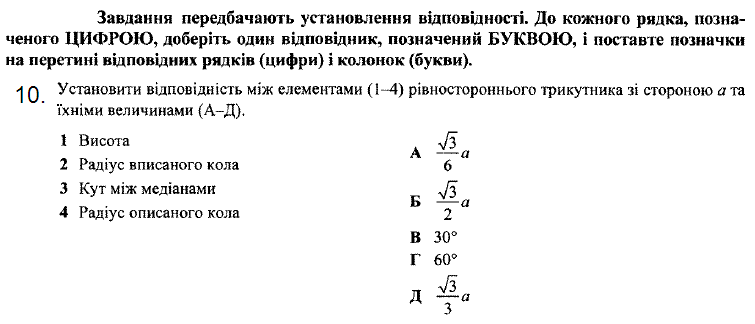 Завдання передбачають установлення відповідності. До кожного рядка, позна-
ченого ЦИФРОЮ, доберіть один відповідник, позначений БУКВОЮ, і поставте позначки
на перетині відповідних рядків (цифри) і колонок (букви).
10. Установити відповідність між елементами (1–4) рівностороннього трикутника зі стороною a та
їхніми величинами (А–Д).
1 Висота
2 Радіус вписаного кола
3 Кут між медіанами
4 Радіус описаного кола
А √3/6 a
Б √3/2 a
В 30°
Г 60°
Д √3/3 a